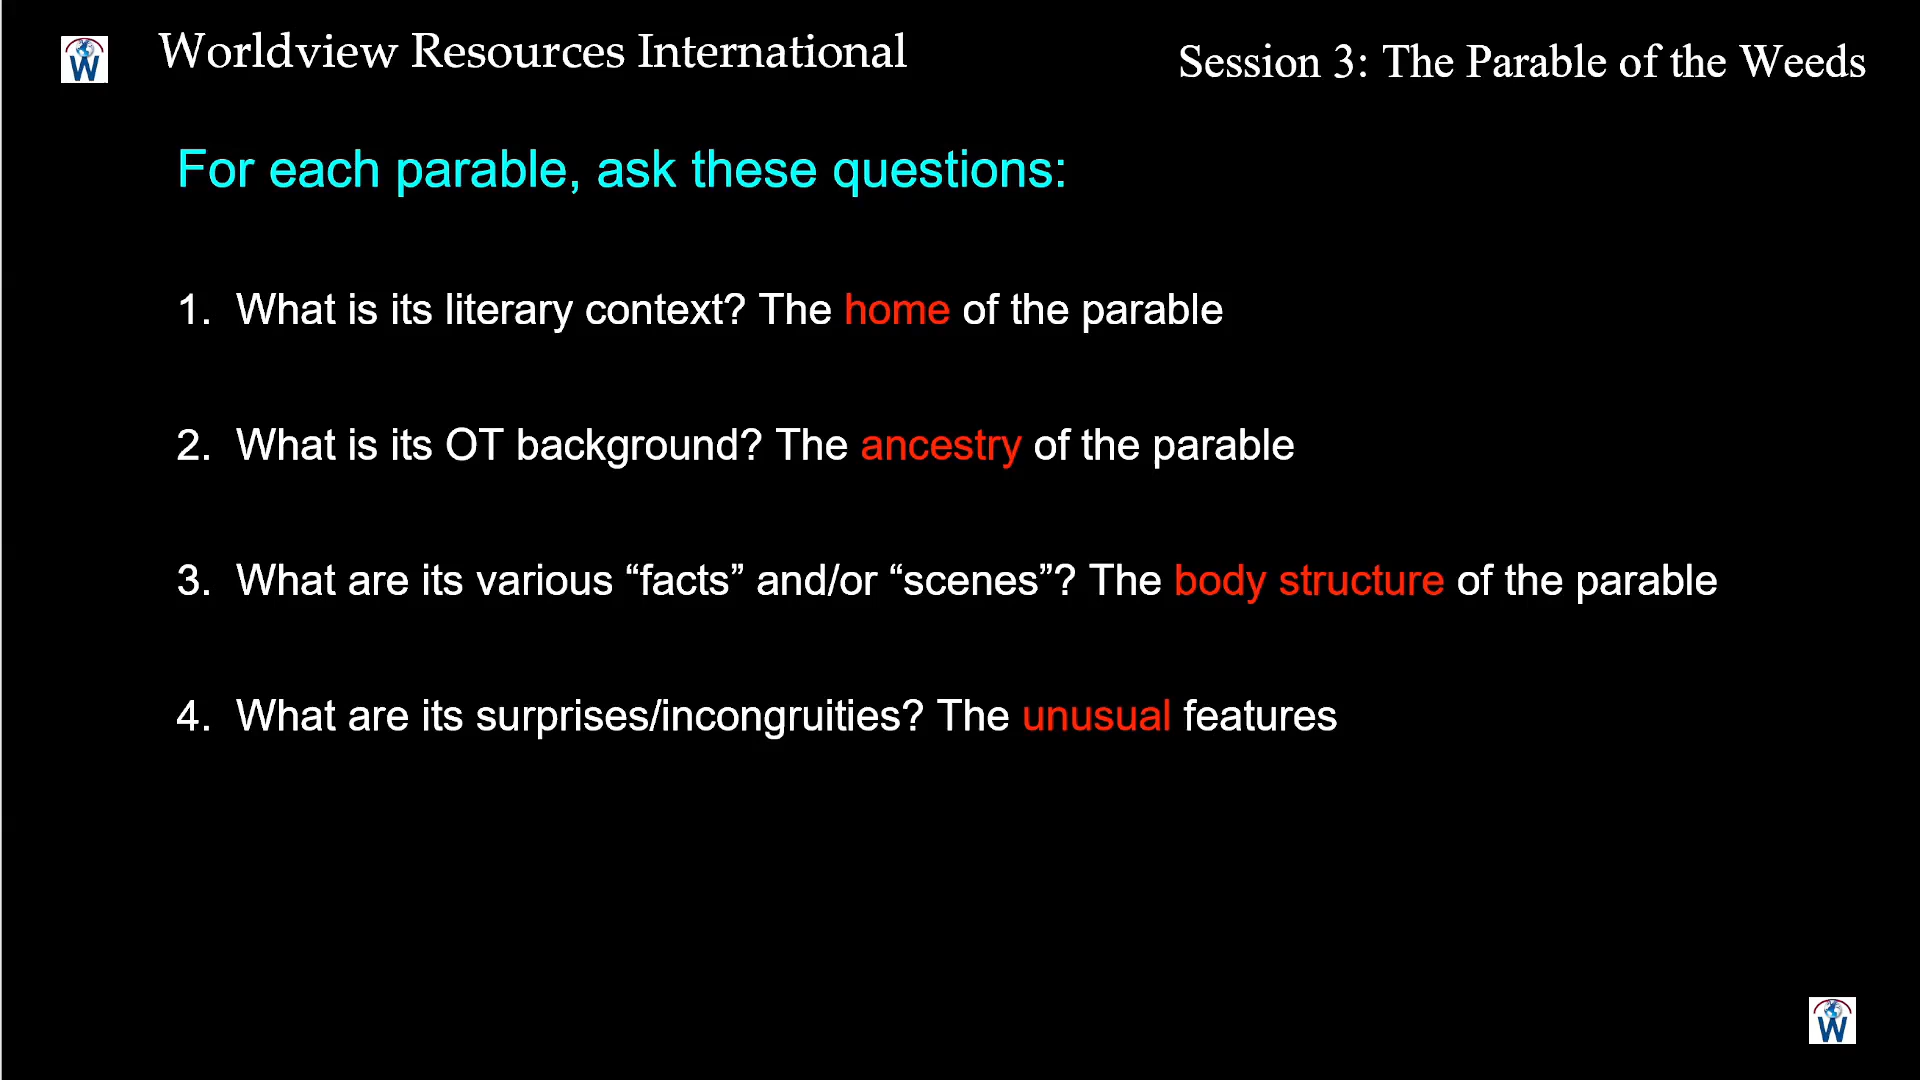 W
Worldview Resources International
Session 3: The Parable of the Weeds
For each parable, ask these questions:
1. What is its literary context? The home of the parable
2. What is its OT background? The ancestry of the parable
3. What are its various “facts” and/or “scenes”? The body structure of the parable
4. What are its surprises/incongruities? The unusual features
W